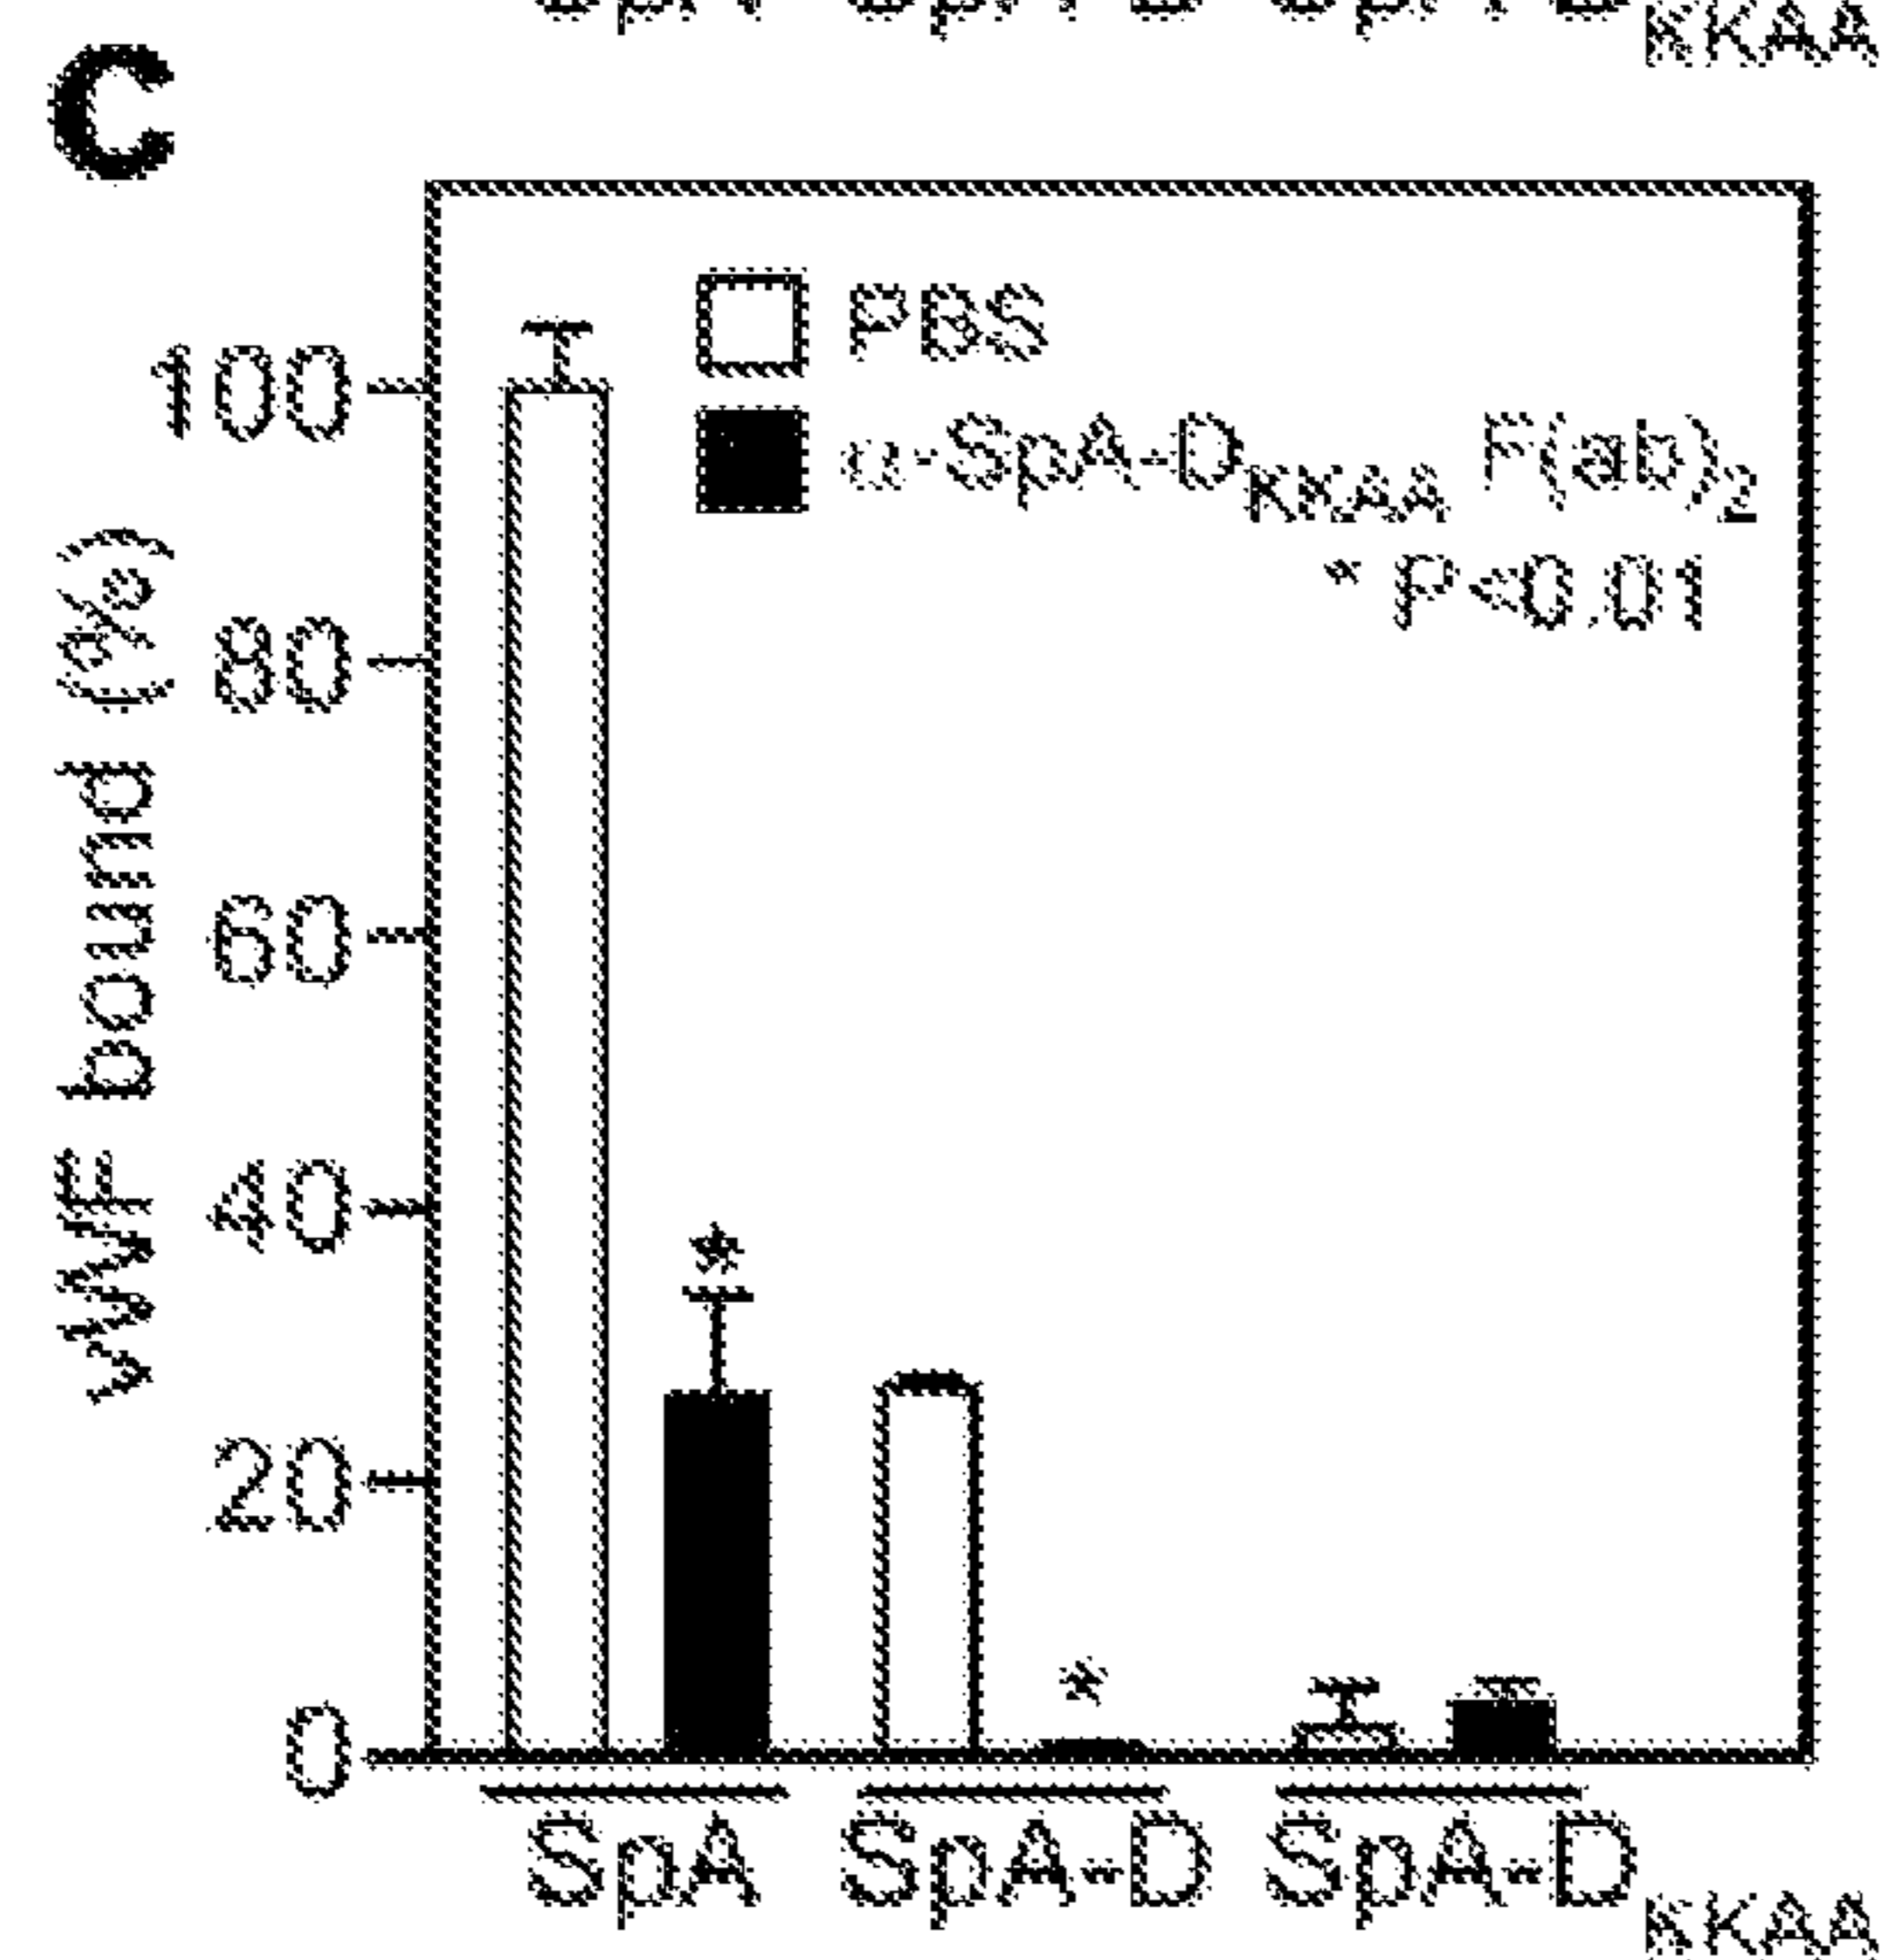 KKAA
C
PBS
α-SpA-DKKAA F(ab)2
* P<0.01
vWF bound (%)
100
80
60
40
20
0
*
*
SpA SpA-D SpA-DKKAA